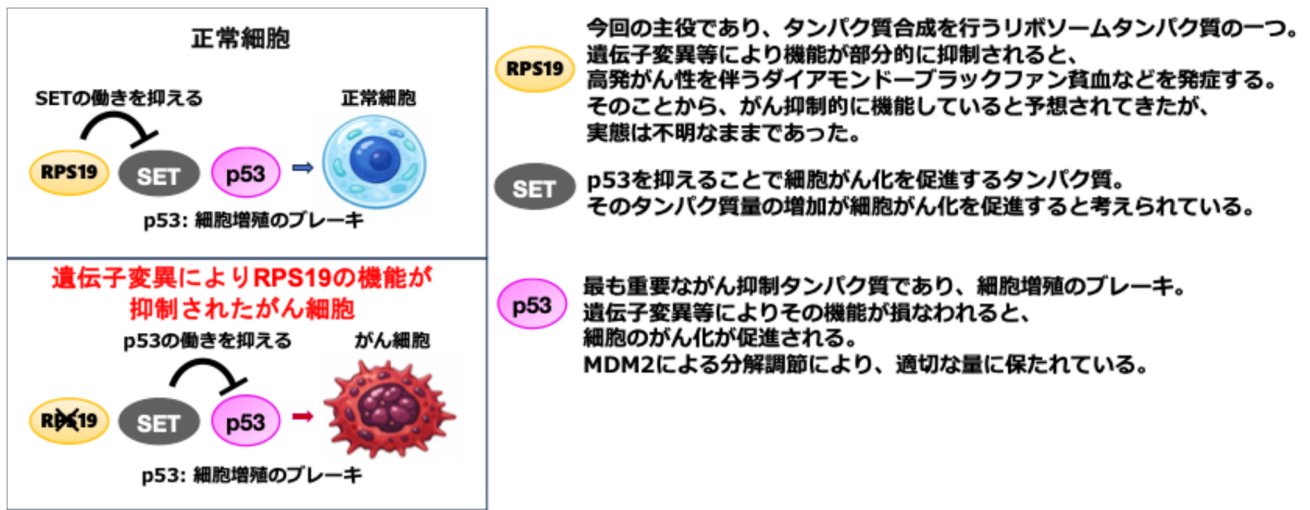 正常細胞
SETの働きを抑える
正常細胞
RPS19
SET
p53
p53: 細胞増殖のブレーキ
遺伝子変異によりRPS19の機能が
抑制されたがん細胞
p53の働きを抑える
がん細胞
RPS19
SET
p53
p53: 細胞増殖のブレーキ
RPS19
今回の主役であり、タンパク質合成を行うリボソームタンパク質の一つ。
遺伝子変異等により機能が部分的に抑制されると、
高発がん性を伴うダイアモンドーブラックファン貧血などを発症する。
そのことから、がん抑制的に機能していると予想されてきたが、
実態は不明なままであった。
SET
p53を抑えることで細胞がん化を促進するタンパク質。
そのタンパク質量の増加が細胞がん化を促進すると考えられている。
p53
最も重要ながん抑制タンパク質であり、細胞増殖のブレーキ。
遺伝子変異等によりその機能が損なわれると、
細胞のがん化が促進される。
MDM2による分解調節により、適切な量に保たれている。